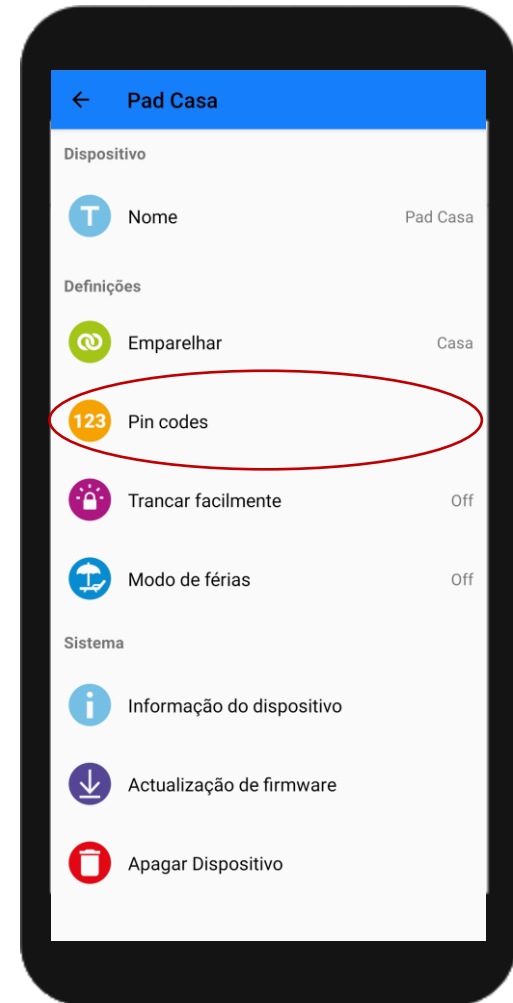 Pad Casa
Dispositivo
T Nome Pad Casa
Definições
Emparelhar Casa
123 Pin codes
Trancar facilmente Off
Modo de férias Off
Sistema
i Informação do dispositivo
Actualização de firmware
Apagar Dispositivo